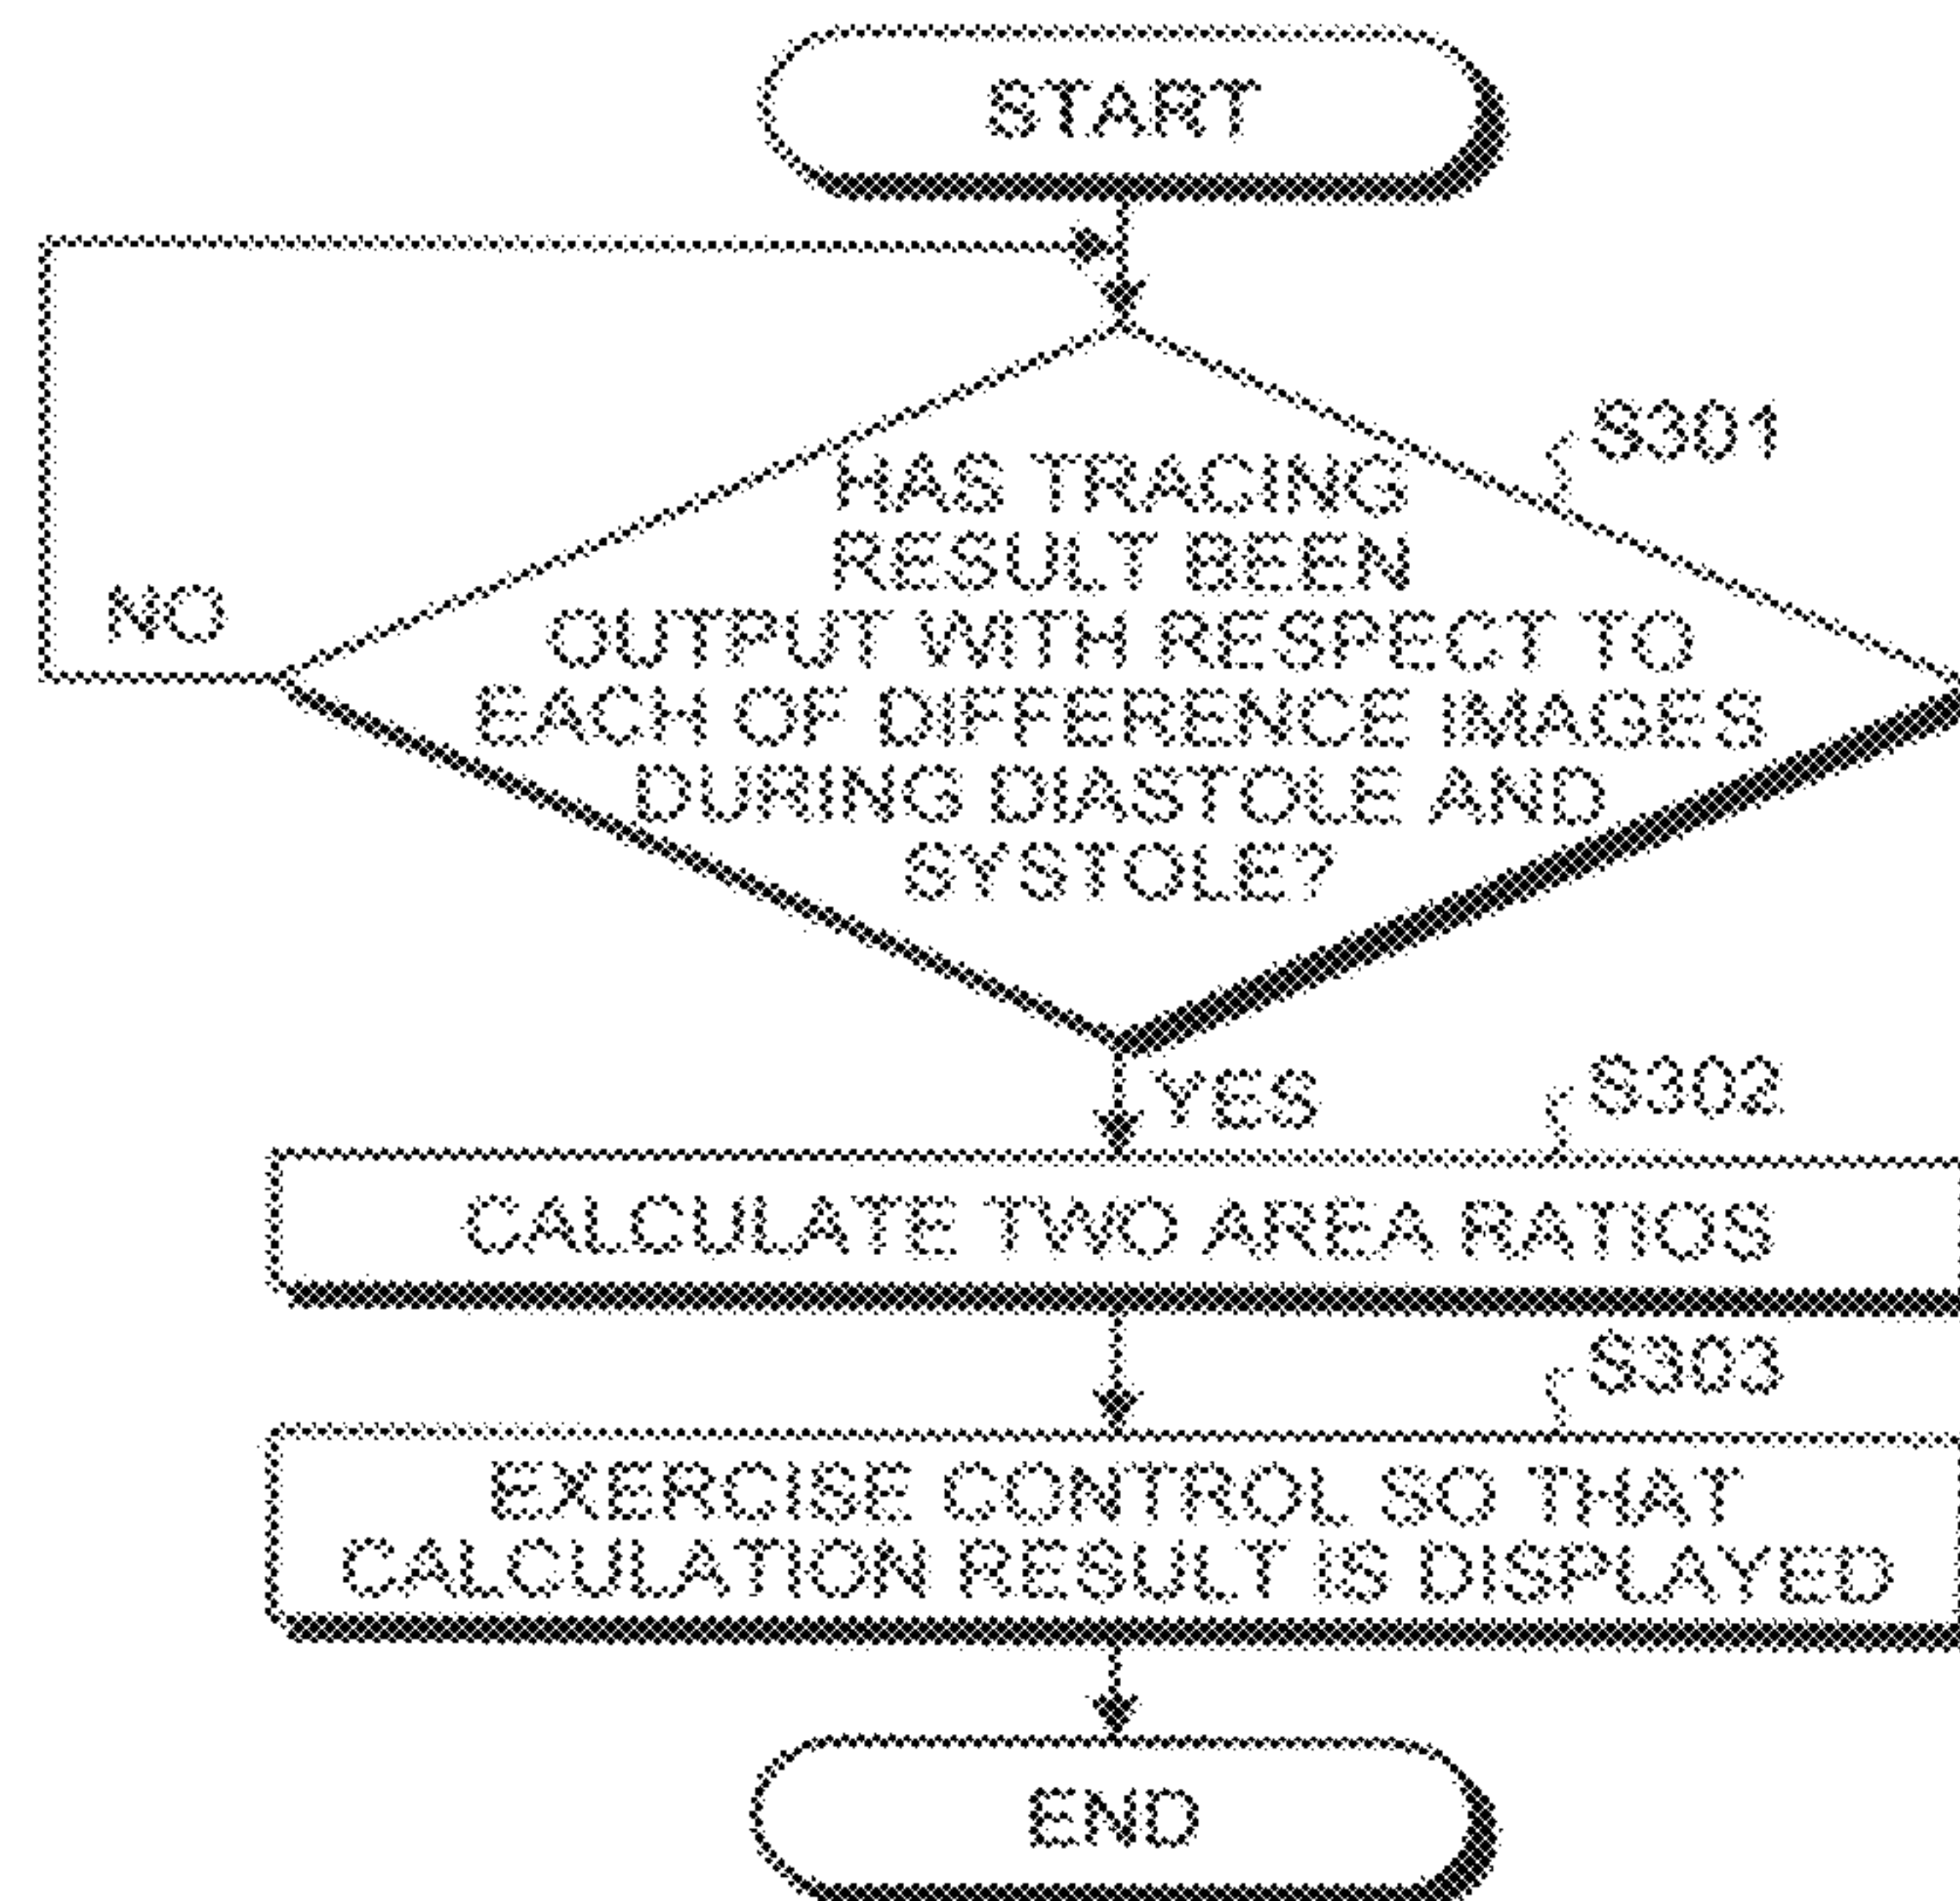 START
S301
HAS TRACING
RESULT BEEN
OUTPUT WITH RESPECT TO
EACH OF DIFFERENCE IMAGES
DURING DIASTOLE AND
SYSTOLE?
NO
YES
S302
CALCULATE TWO AREA RATIOS
S303
EXERCISE CONTROL SO THAT
CALCULATION RESULT IS DISPLAYED
END